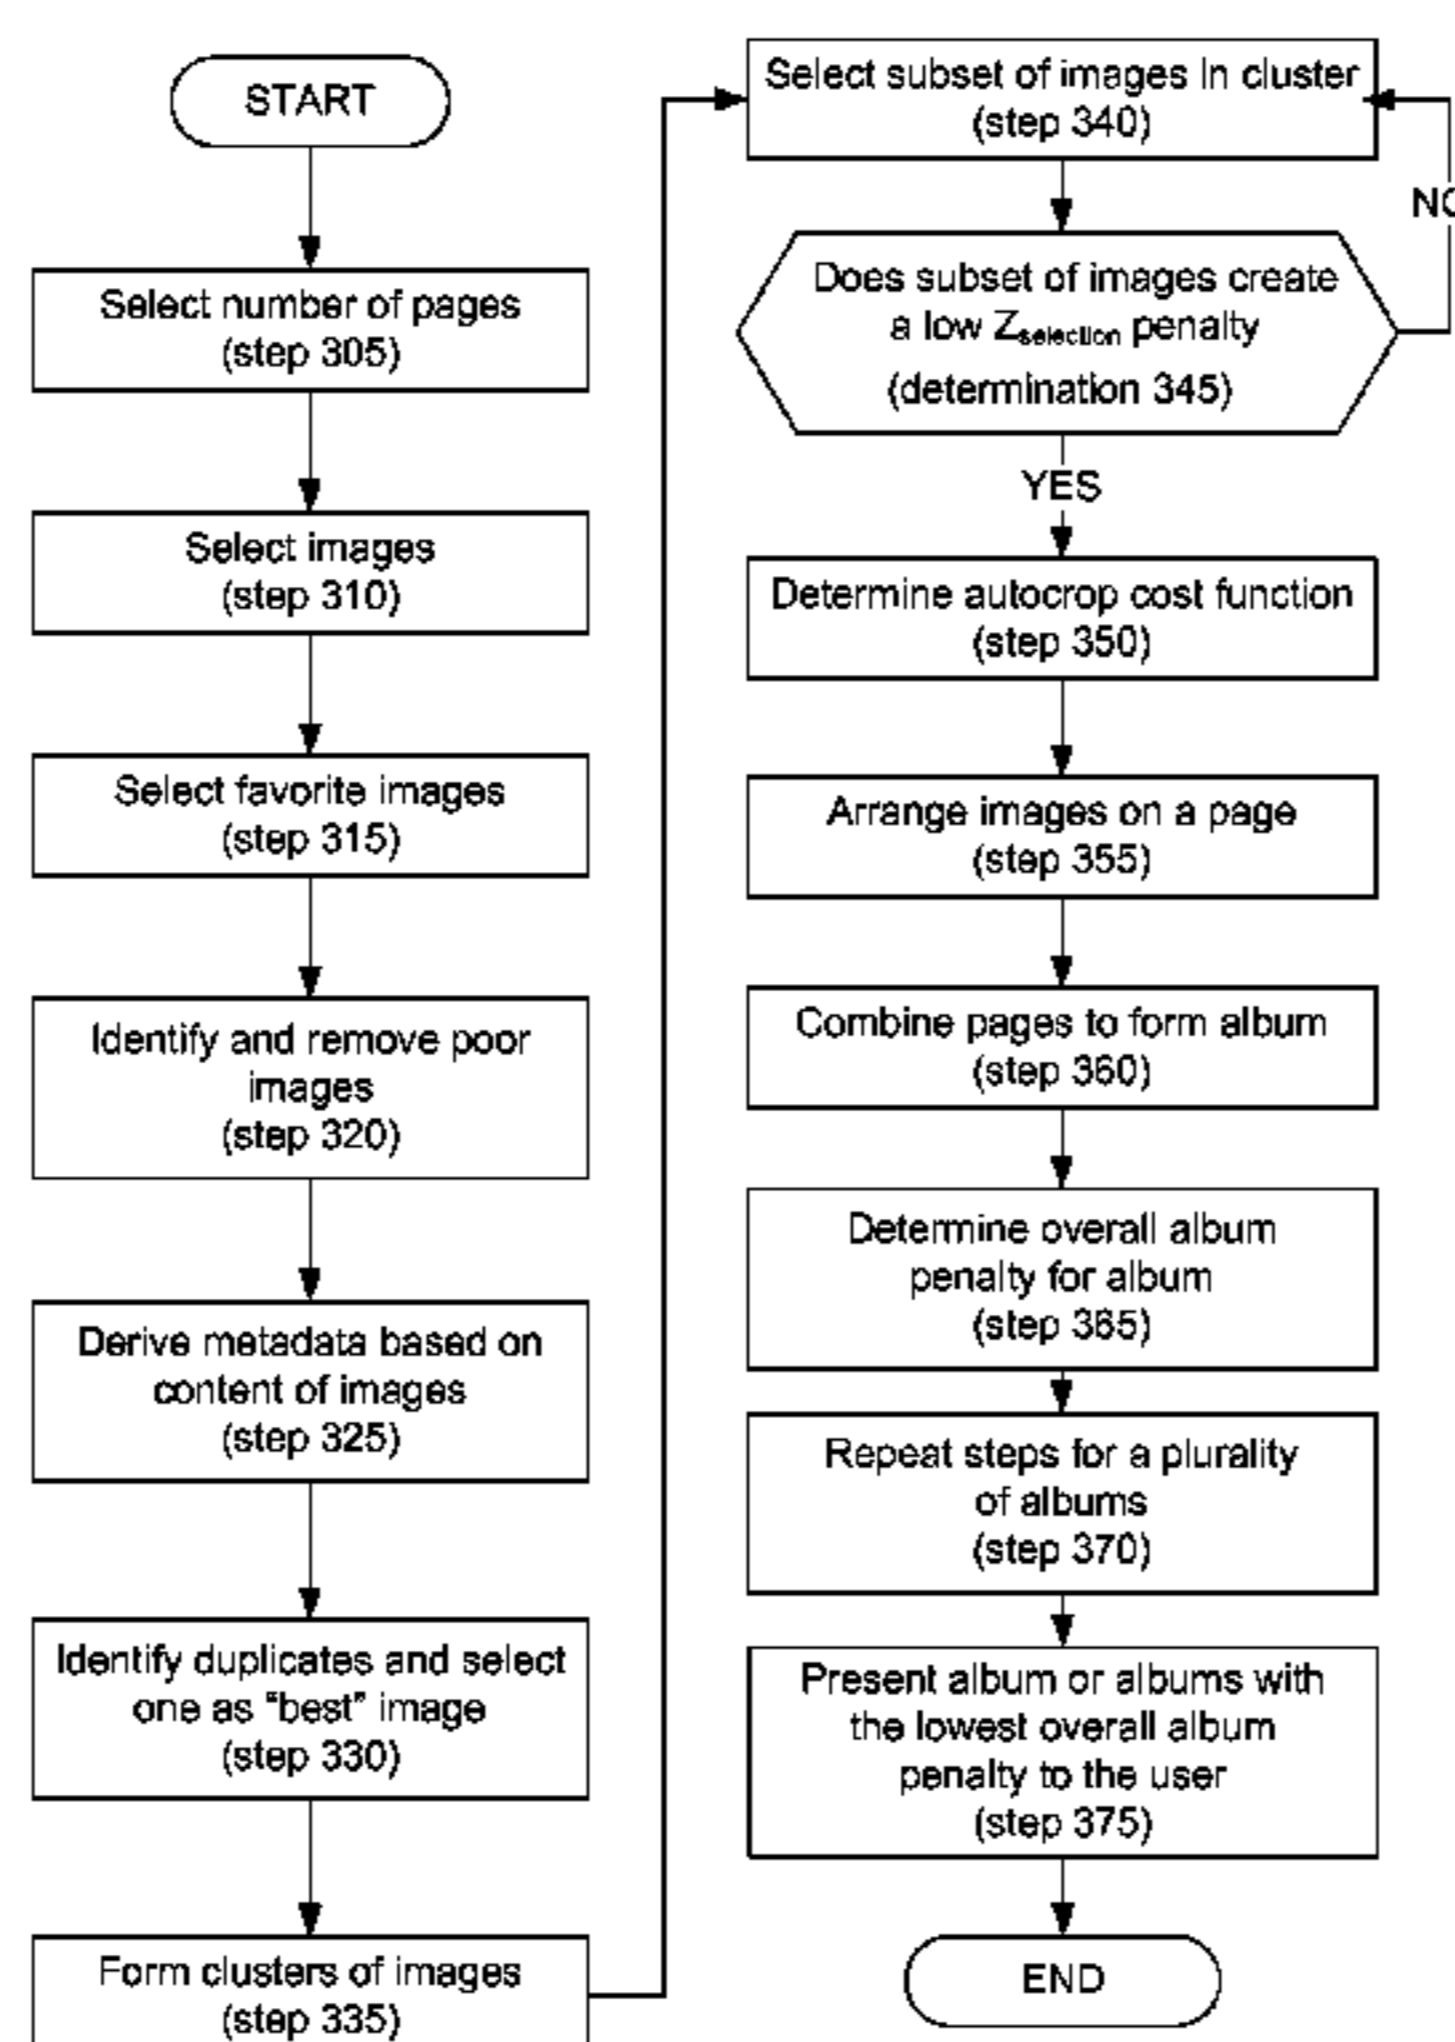 START
Select number of pages
(step 305)
Select images
(step 310)
Select favorite images
(step 315)
Identify and remove poor
images
(step 320)
Derive metadata based on
content of images
(step 325)
Identify duplicates and select
one as “best” image
(step 330)
Form clusters of images
(step 335)
Select subset of images in cluster
(step 340)
NO
Does subset of images create
a low Zselection penalty
(determination 345)
YES
Determine autocrop cost function
(step 350)
Arrange images on a page
(step 355)
Combine pages to form album
(step 360)
Determine overall album
penalty for album
(step 365)
Repeat steps for a plurality
of albums
(step 370)
Present album or albums with
the lowest overall album
penalty to the user
(step 375)
END